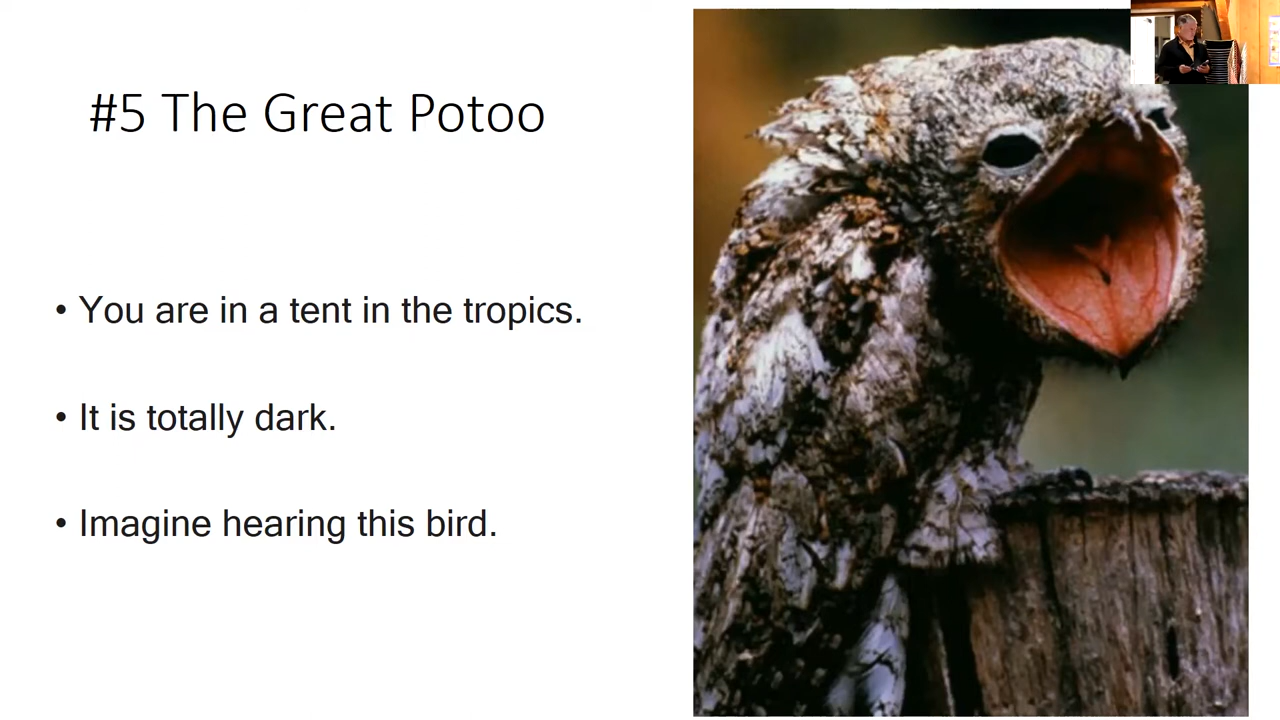 #5 The Great Potoo
• You are in a tent in the tropics.
• It is totally dark.
• Imagine hearing this bird.